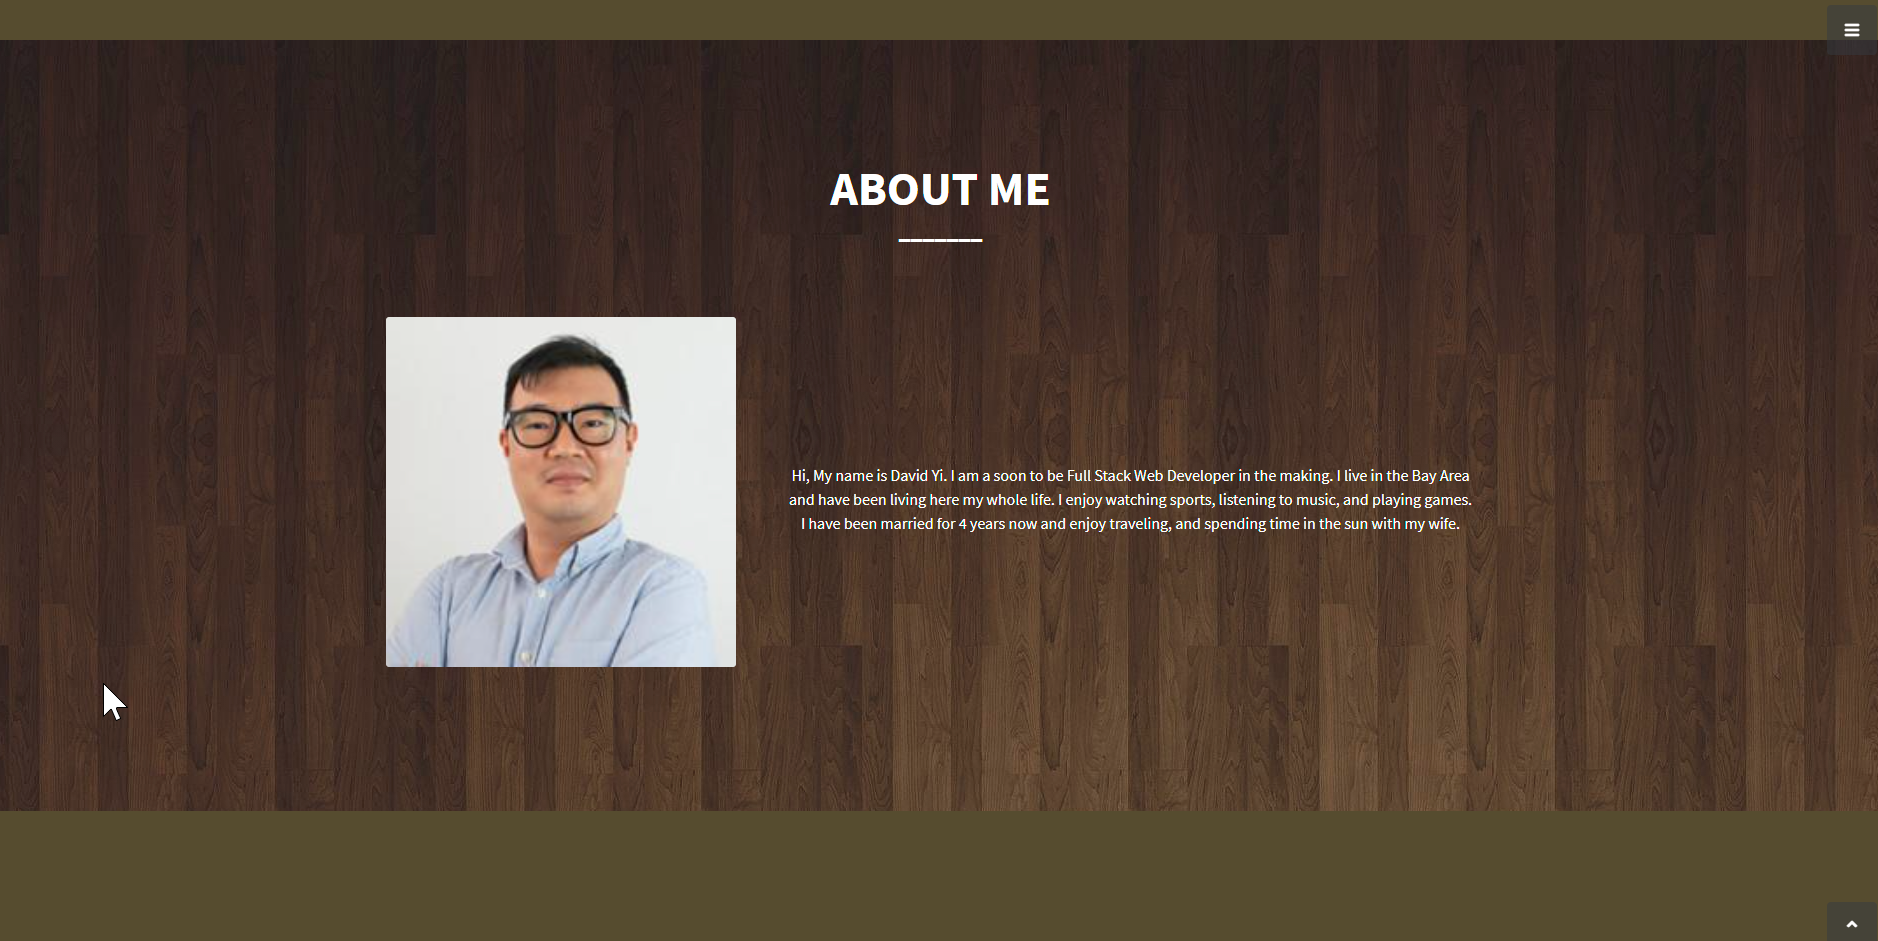 ABOUT ME
Hi, My name is David Yi. I am a soon to be Full Stack Web Developer in the making. I live in the Bay Area
and have been living here my whole life. I enjoy watching sports, listening to music, and playing games.
I have been married for 4 years now and enjoy traveling, and spending time in the sun with my wife.